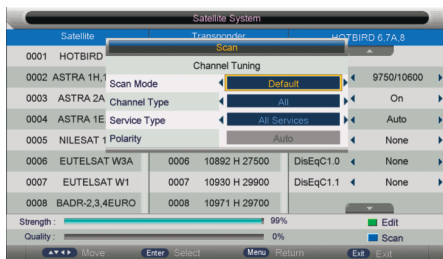 Satellite System
Satellite Transponder HOTBIRD 6,7A,8
Scan
0001 HOTBIRD
Channel Tuning
0002 ASTRA 1H,1 Scan Mode Default 9750/10600
0003 ASTRA 2A Channel Type All On
0004 ASTRA 1E Service Type All Services Auto
0005 NILESAT 1 Polarity Auto None
0006 EUTELSAT W3A 0006 10892 H 27500 DisEqC1.0 None
0007 EUTELSAT W1 0007 10930 H 29900 DisEqC1.1 None
0008 BADR-2,3,4EURO 0008 10971 H 29700
Strength : 99% Edit
Quality : 0% Scan
Move Enter Select Menu Return Exit Exit